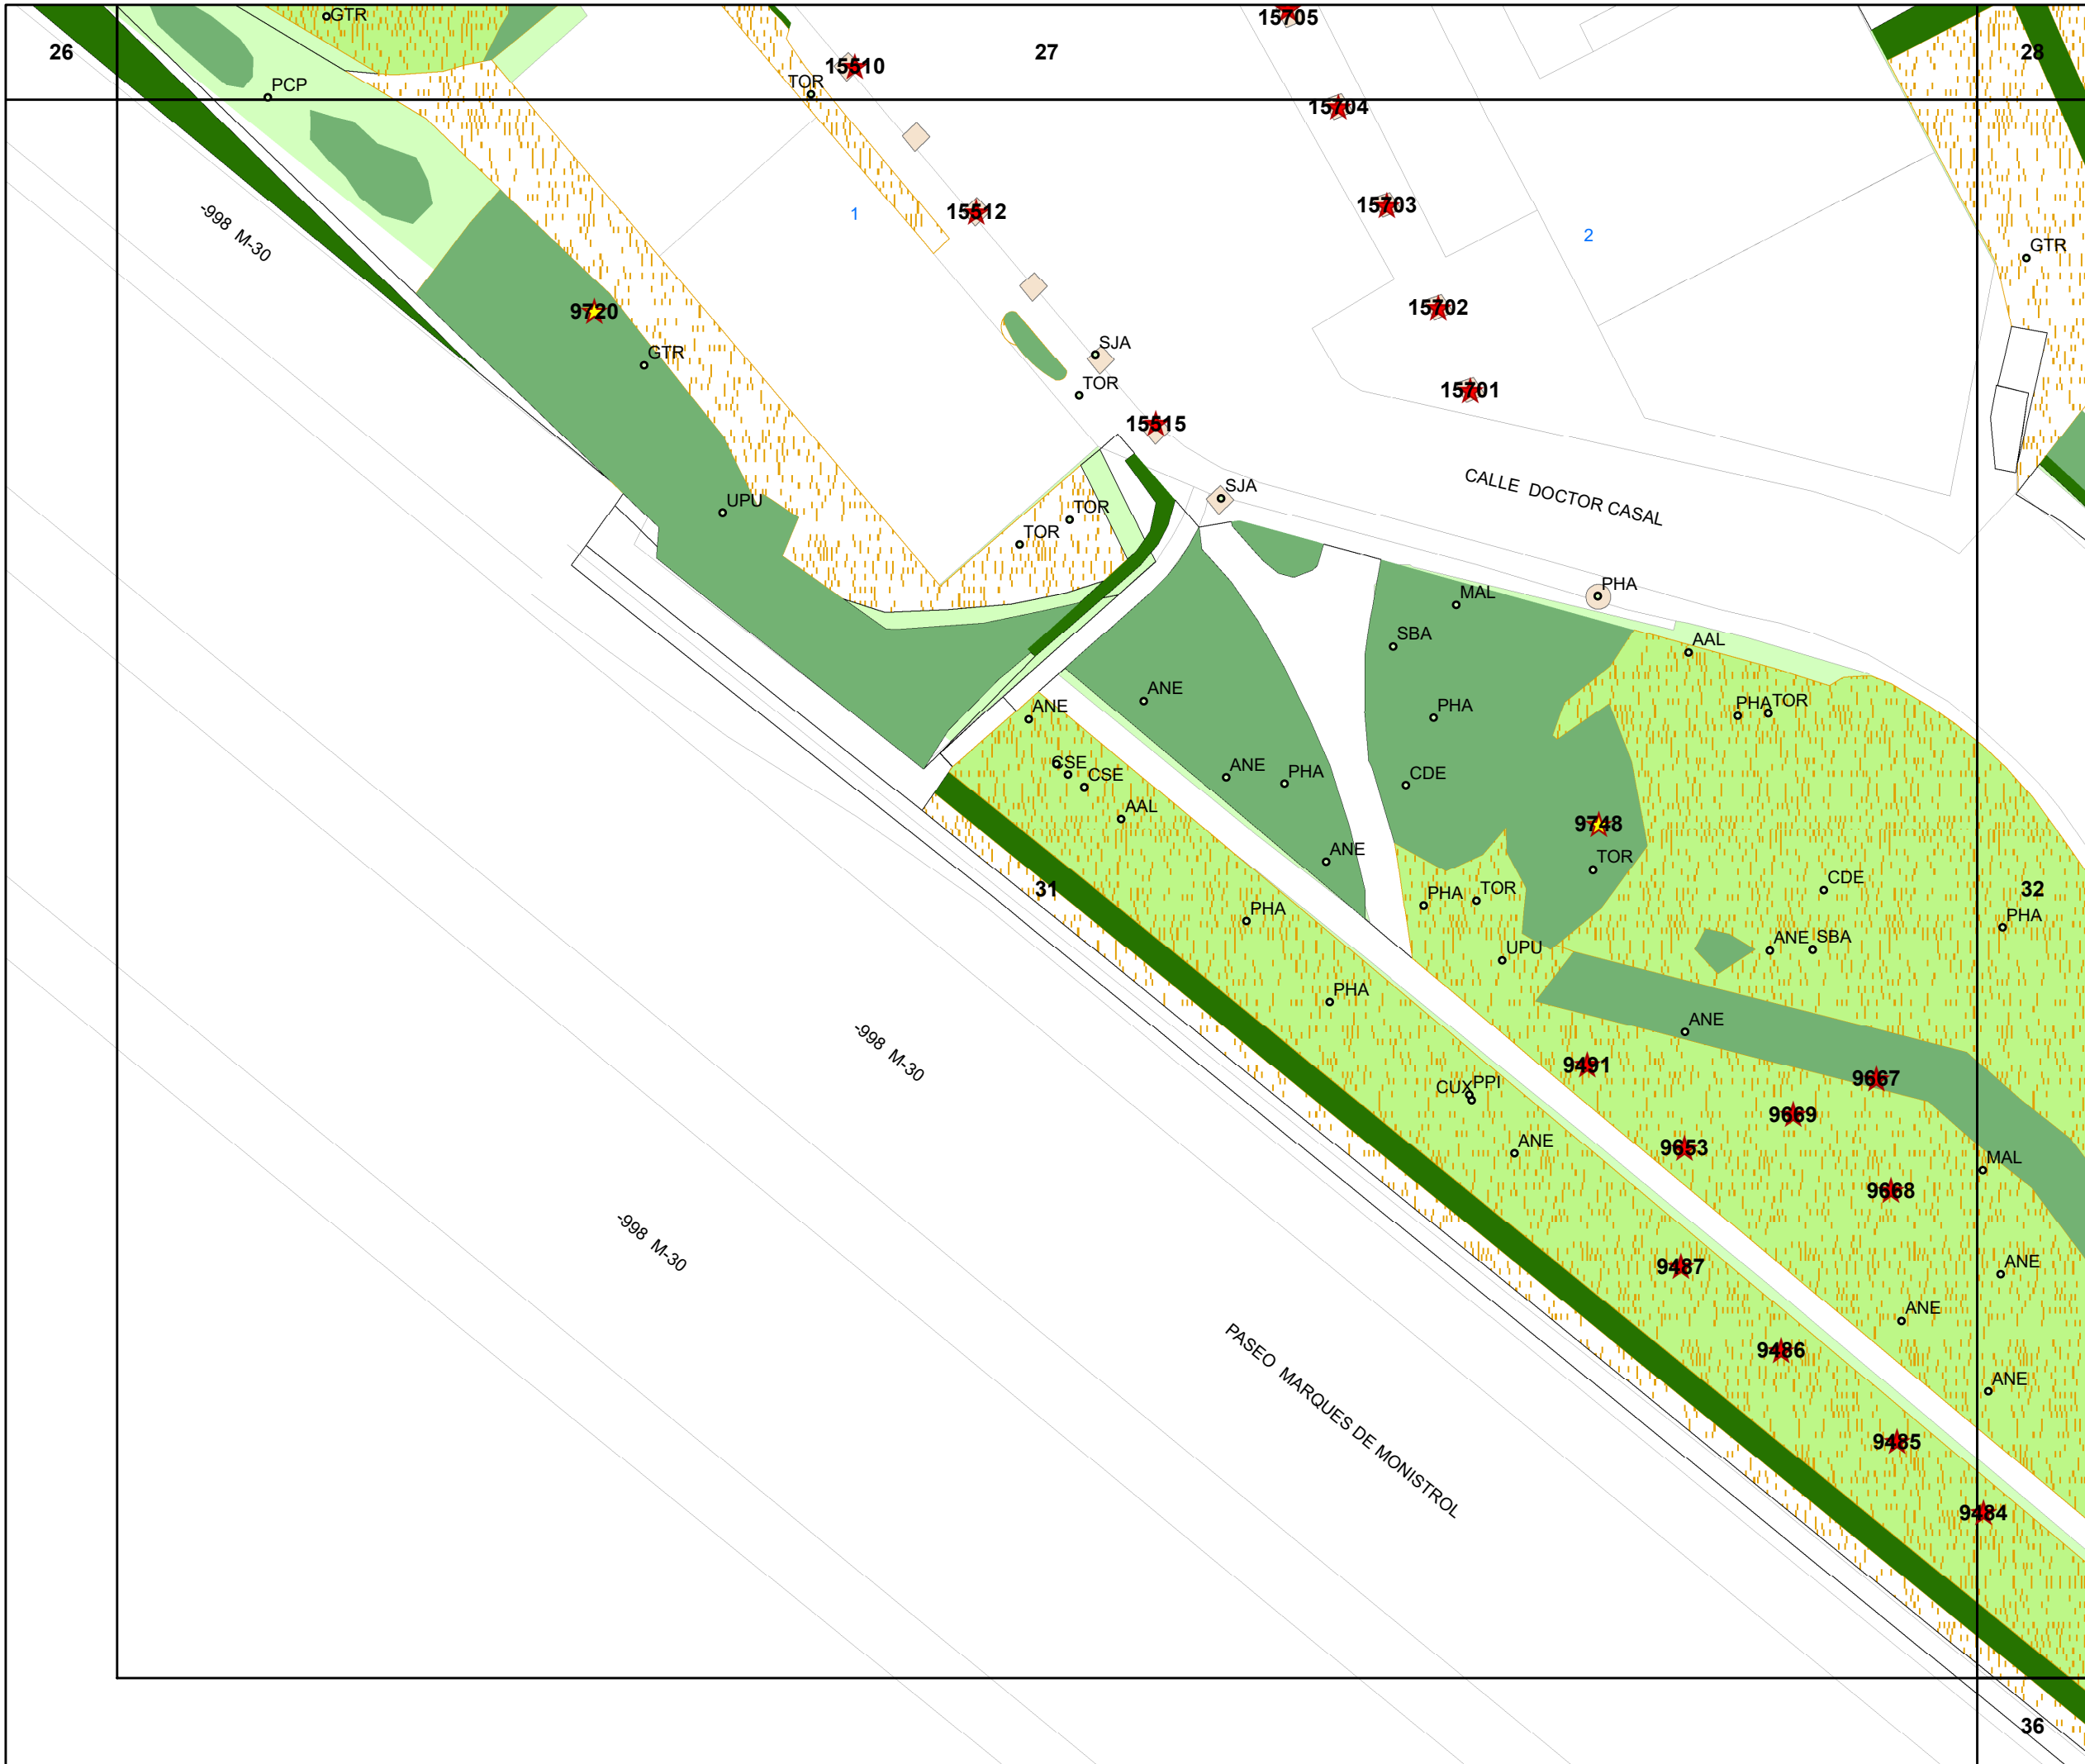 GTR
15705
26
27
28
15510
PCP
TOR
15704
15703
1
15512
-998 M-30
2
GTR
9720
15702
SJA
GTR
TOR
15701
15515
SJA
CALLE DOCTOR CASAL
UPU
TOR
TOR
PHA
MAL
SBA
AAL
ANE
PHA
TOR
ANE
PHA
CSE
CSE
ANE
PHA
CDE
AAL
9748
ANE
TOR
31
CDE
32
PHA
TOR
PHA
PHA
UPU
ANE
SBA
PHA
ANE
-998 M-30
9491
9667
CUX
PPI
9669
ANE
9653
MAL
9668
-998 M-30
9487
ANE
ANE
9486
PASEO MARQUES DE MONISTROL
ANE
9485
9484
36